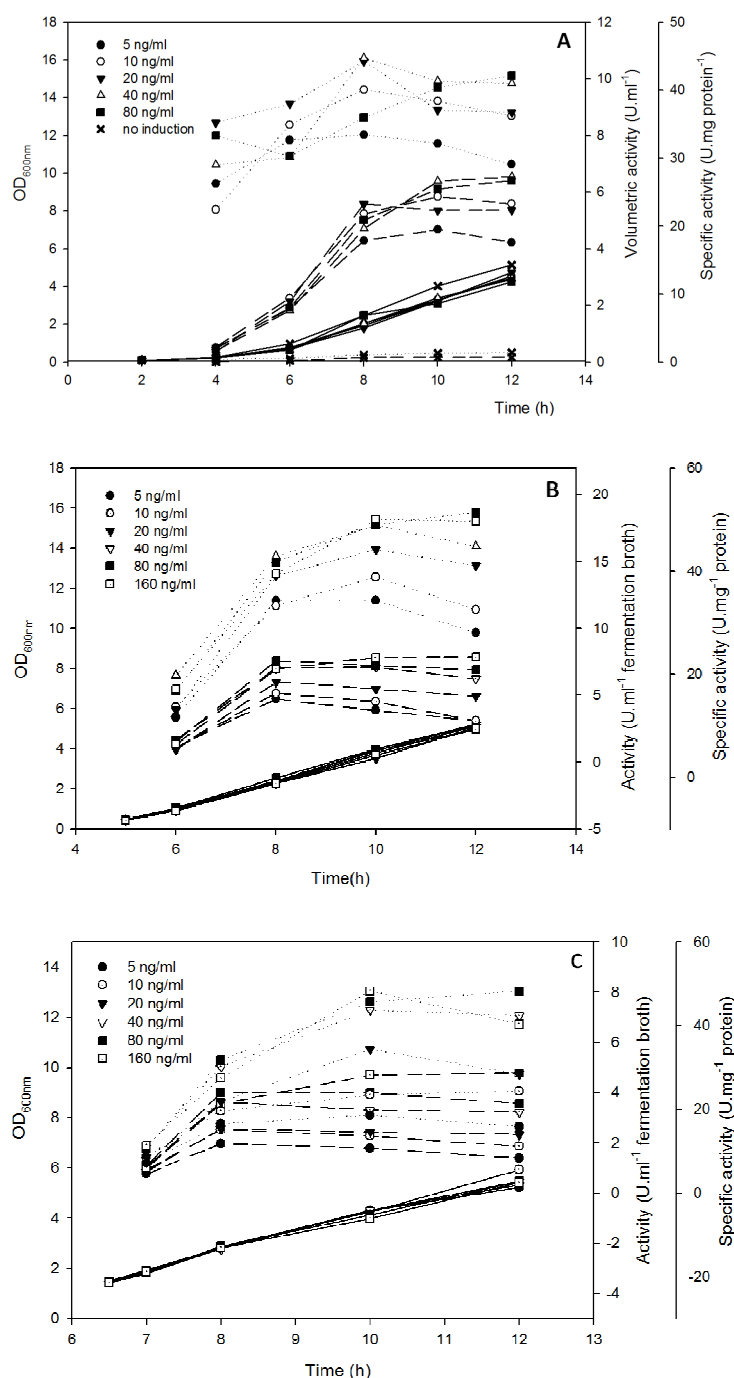 A
5 ng/ml
10 ng/ml
20 ng/ml
40 ng/ml
80 ng/ml
no induction
18
16
14
12
10
8
6
4
2
0
OD600nm
12
10
8
6
4
2
0
Volumetric activity (U.ml-1)
50
40
30
20
10
0
Specific activity (U.mg protein-1)
0 2 4 6 8 10 12 14
Time (h)
B
5 ng/ml
10 ng/ml
20 ng/ml
40 ng/ml
80 ng/ml
160 ng/ml
18
16
14
12
10
8
6
4
2
0
OD600nm
20
15
10
5
0
-5
Activity (U.ml-1 fermentation broth)
60
40
20
0
Specific activity (U.mg-1 protein)
4 6 8 10 12 14
Time(h)
C
5 ng/ml
10 ng/ml
20 ng/ml
40 ng/ml
80 ng/ml
160 ng/ml
14
12
10
8
6
4
2
0
OD600nm
10
8
6
4
2
0
-2
-4
Activity (U.ml-1 fermentation broth)
60
40
20
0
-20
Specific activity (U.mg-1 protein)
6 7 8 9 10 11 12 13
Time (h)